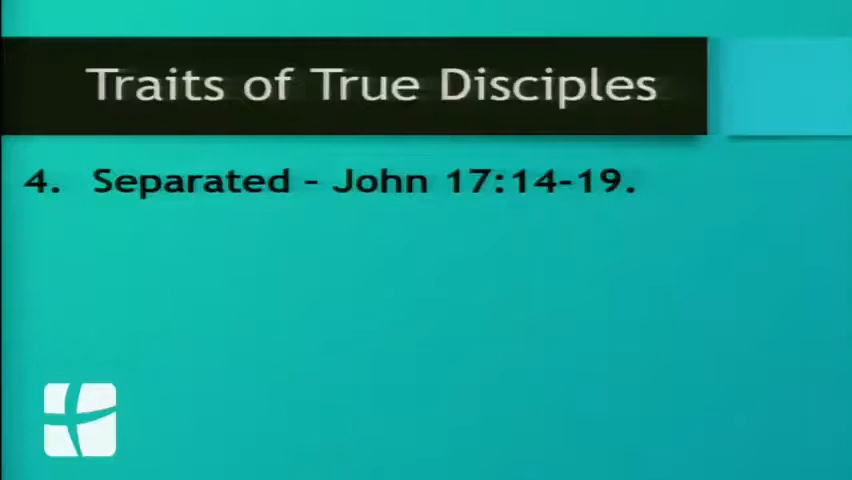 Traits of True Disciples
4. Separated – John 17:14-19.